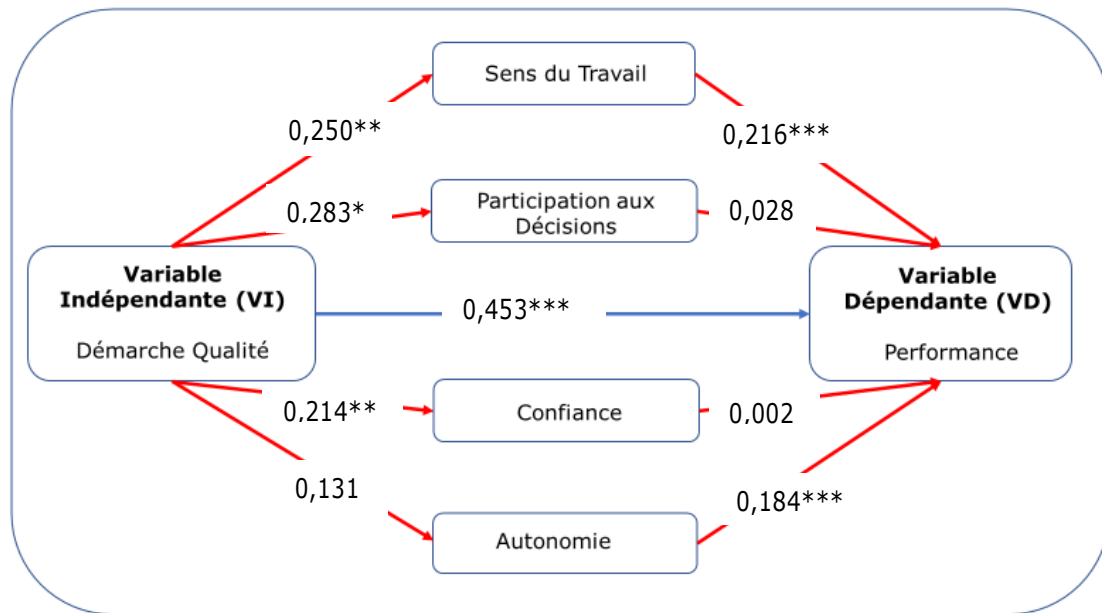 Sens du Travail
0,250**
0,216***
0,283*
Participation aux
Décisions
0,028
Variable
Indépendante (VI)
Démarche Qualité
0,453***
Variable
Dépendante (VD)
Performance
0,214**
Confiance
0,002
0,131
0,184***
Autonomie